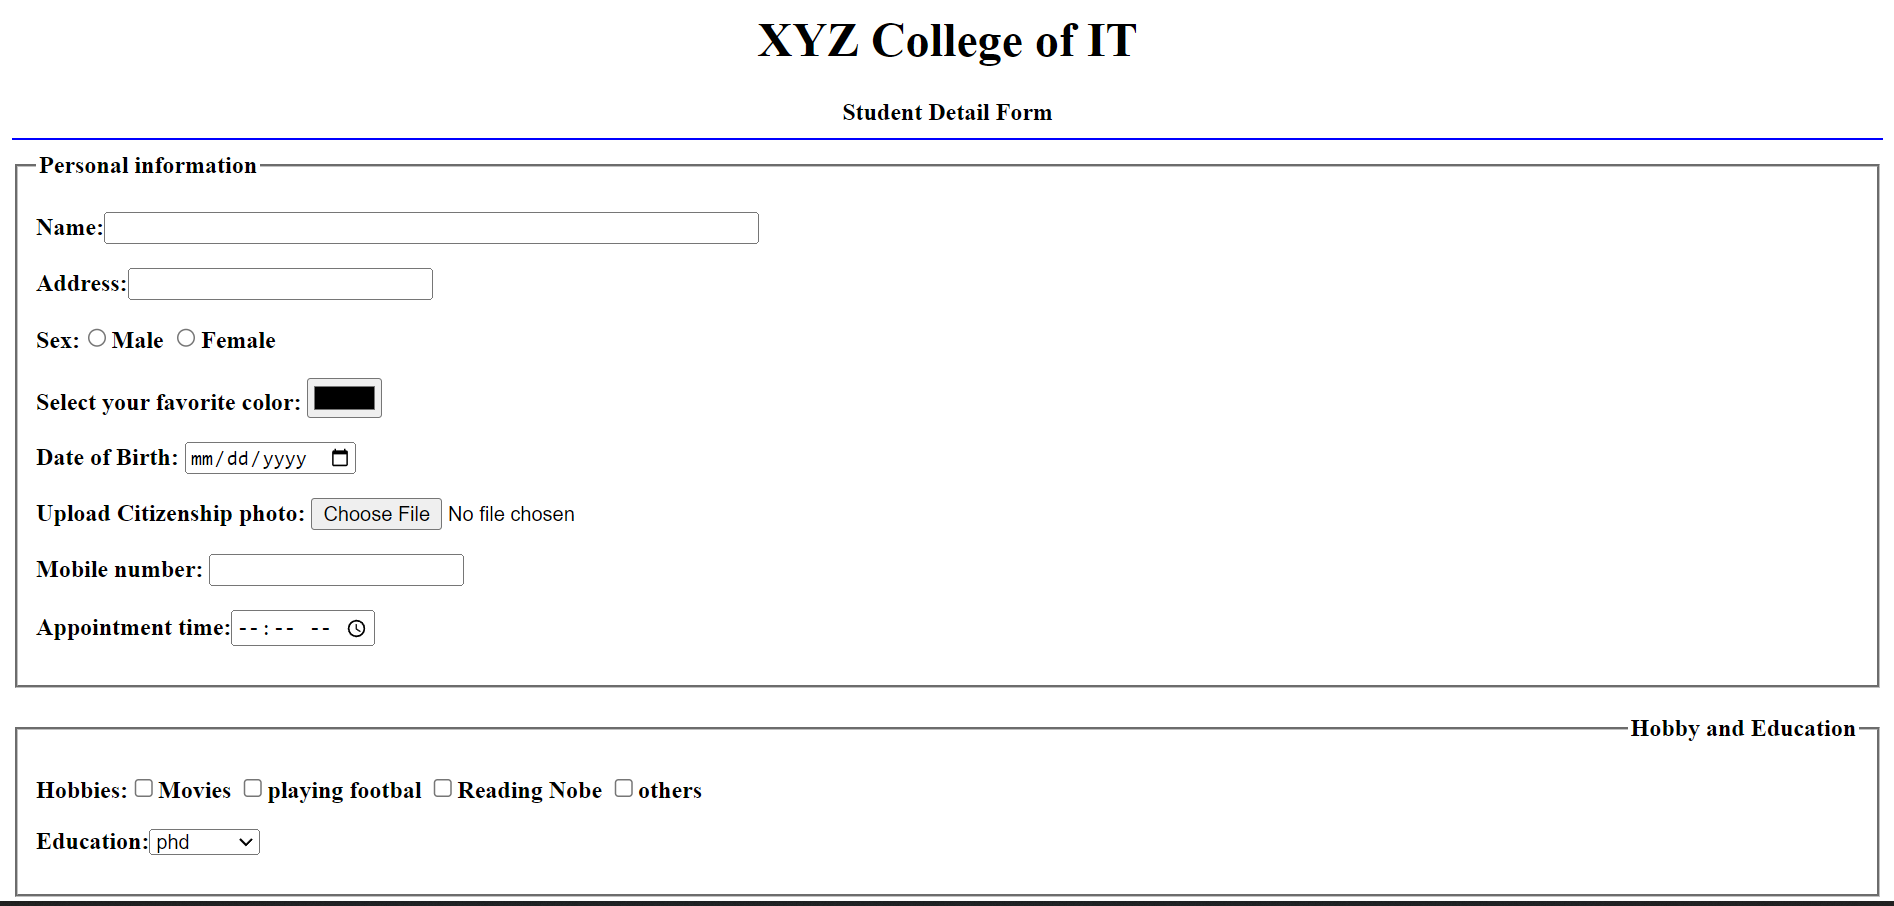 XYZ College of IT
Student Detail Form
Personal information
Name:
Address:
Sex: Male Female
Select your favorite color:
Date of Birth: mm/dd/yyyy
Upload Citizenship photo: Choose File No file chosen
Mobile number:
Appointment time: --:-- --
Hobby and Education
Hobbies: Movies playing footbal Reading Nobe others
Education: phd